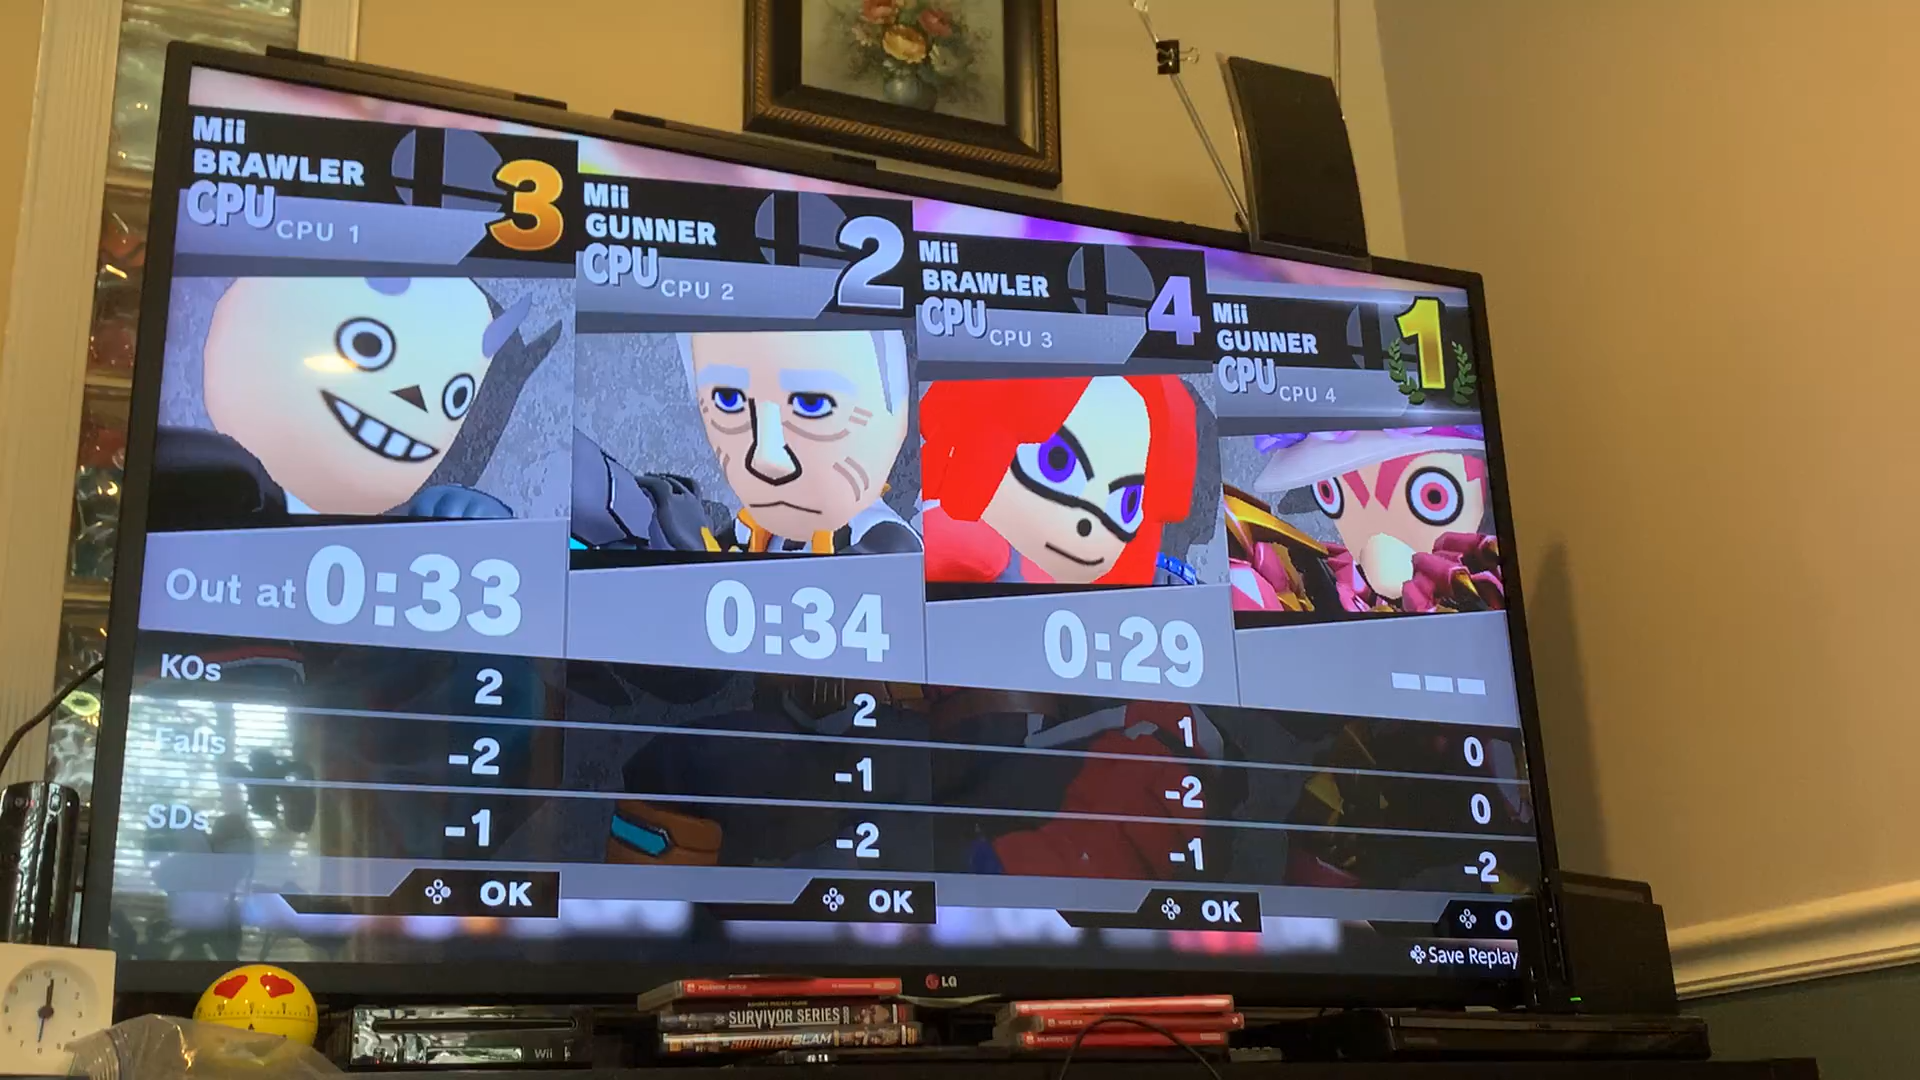 Mii
BRAWLER
3
CPU CPU 1
Mii
GUNNER
2
CPU CPU 2
Mii
BRAWLER
4
CPU CPU 3
Mii
GUNNER
1
CPU CPU 4
Out at 0:33
0:34
0:29
---
KOs 2 2 1 0
Falls -2 -1 -2 0
SDs -1 -2 -1 -2
OK
OK
OK
O
Save Replay
LG
SURVIVOR SERIES
SUMMERSLAM
Wii